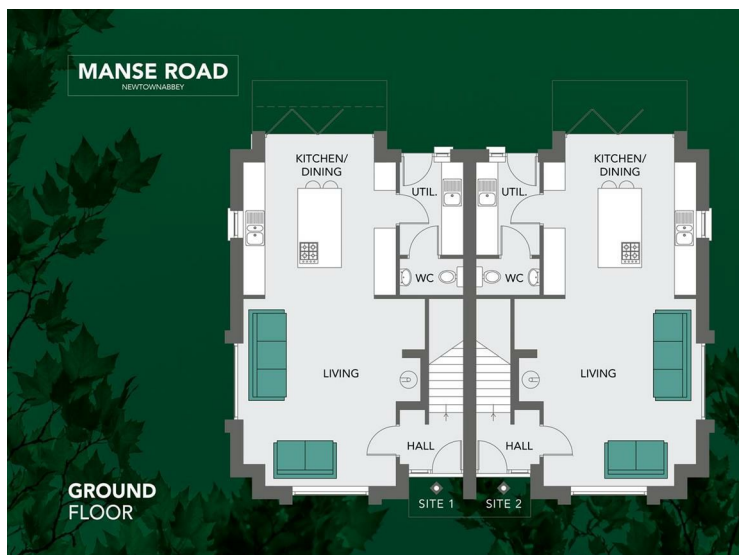 MANSE ROAD
NEWTOWNABBEY
KITCHEN/
DINING
UTIL.
WC
LIVING
HALL
KITCHEN/
DINING
UTIL.
WC
LIVING
HALL
SITE 1
SITE 2
GROUND
FLOOR